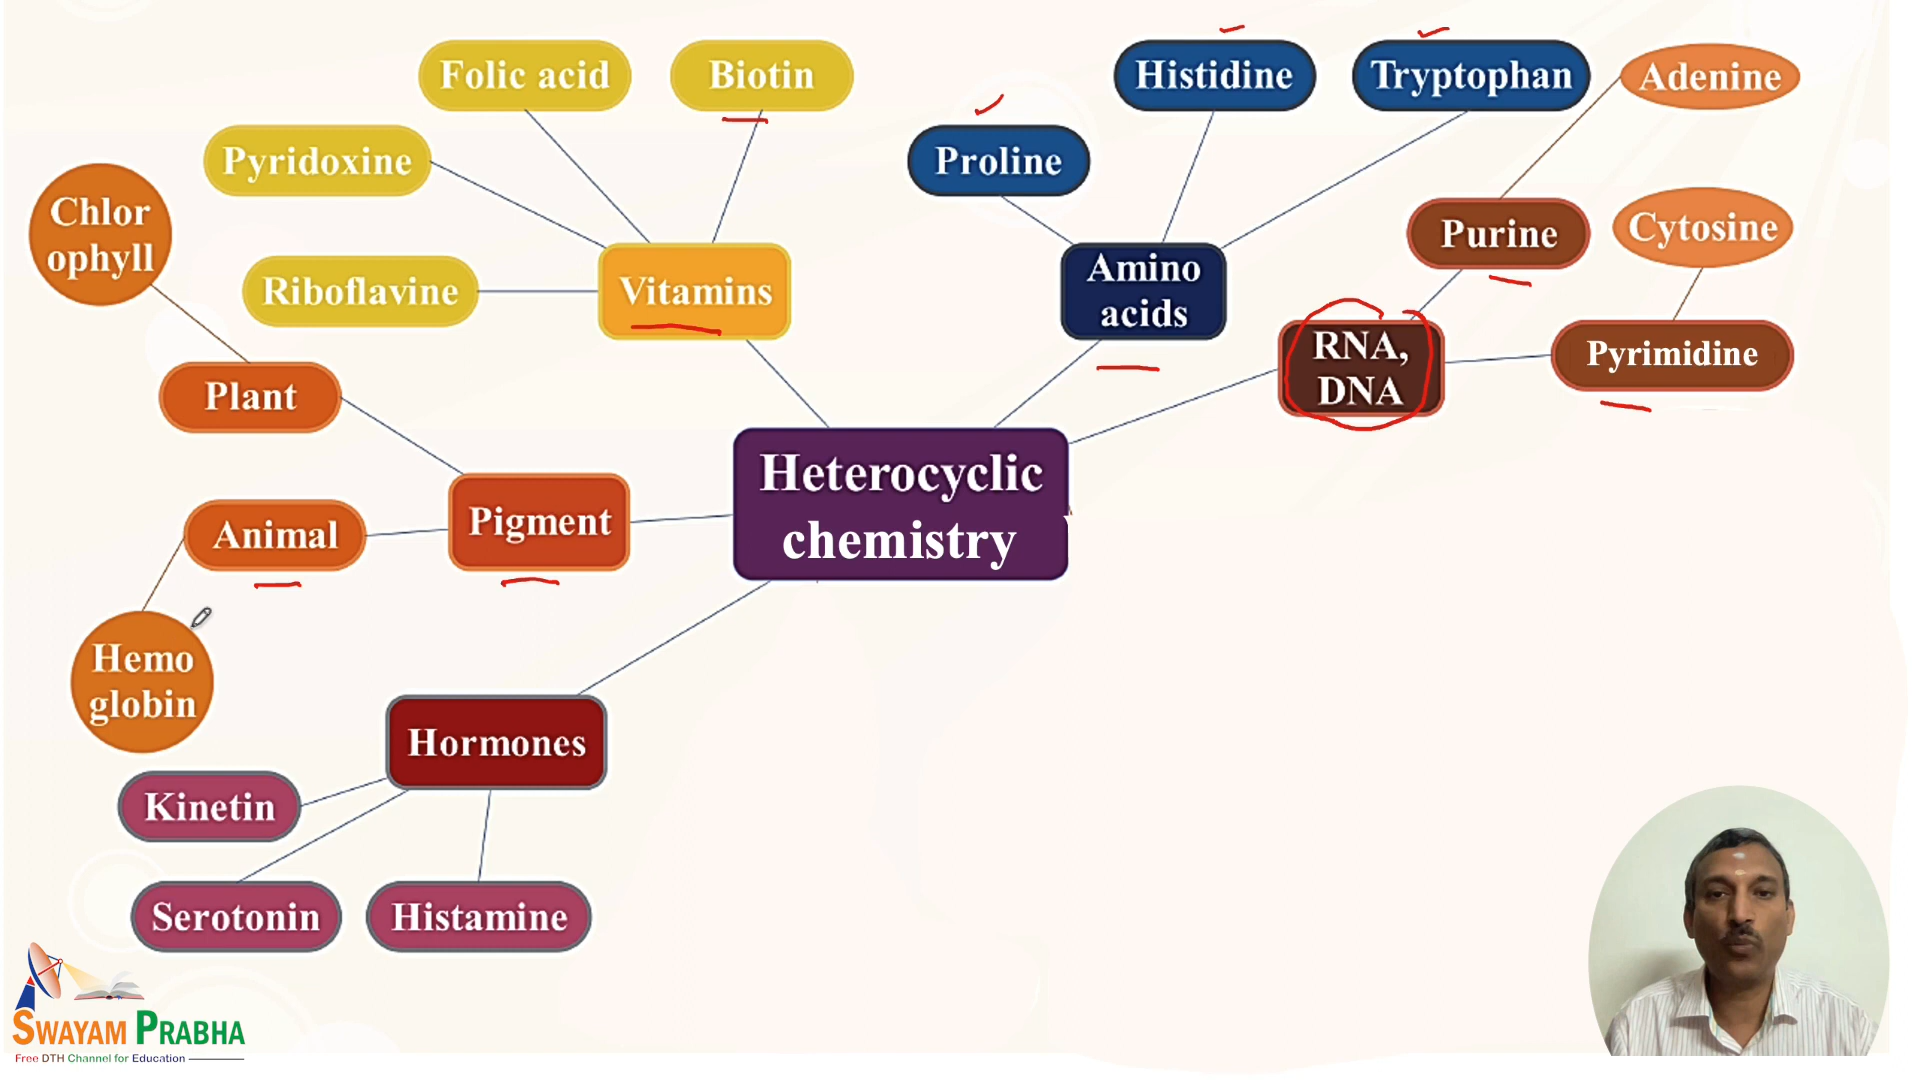 Folic acid
Biotin
Histidine
Tryptophan
Adenine
Pyridoxine
Proline
Chlor
ophyll
Purine
Cytosine
Riboflavine
Vitamins
Amino
acids
RNA,
DNA
Pyrimidine
Plant
Heterocyclic
chemistry
Animal
Pigment
Hemo
globin
Hormones
Kinetin
Serotonin
Histamine
SWAYAM PRABHA
Free DTH Channel for Education